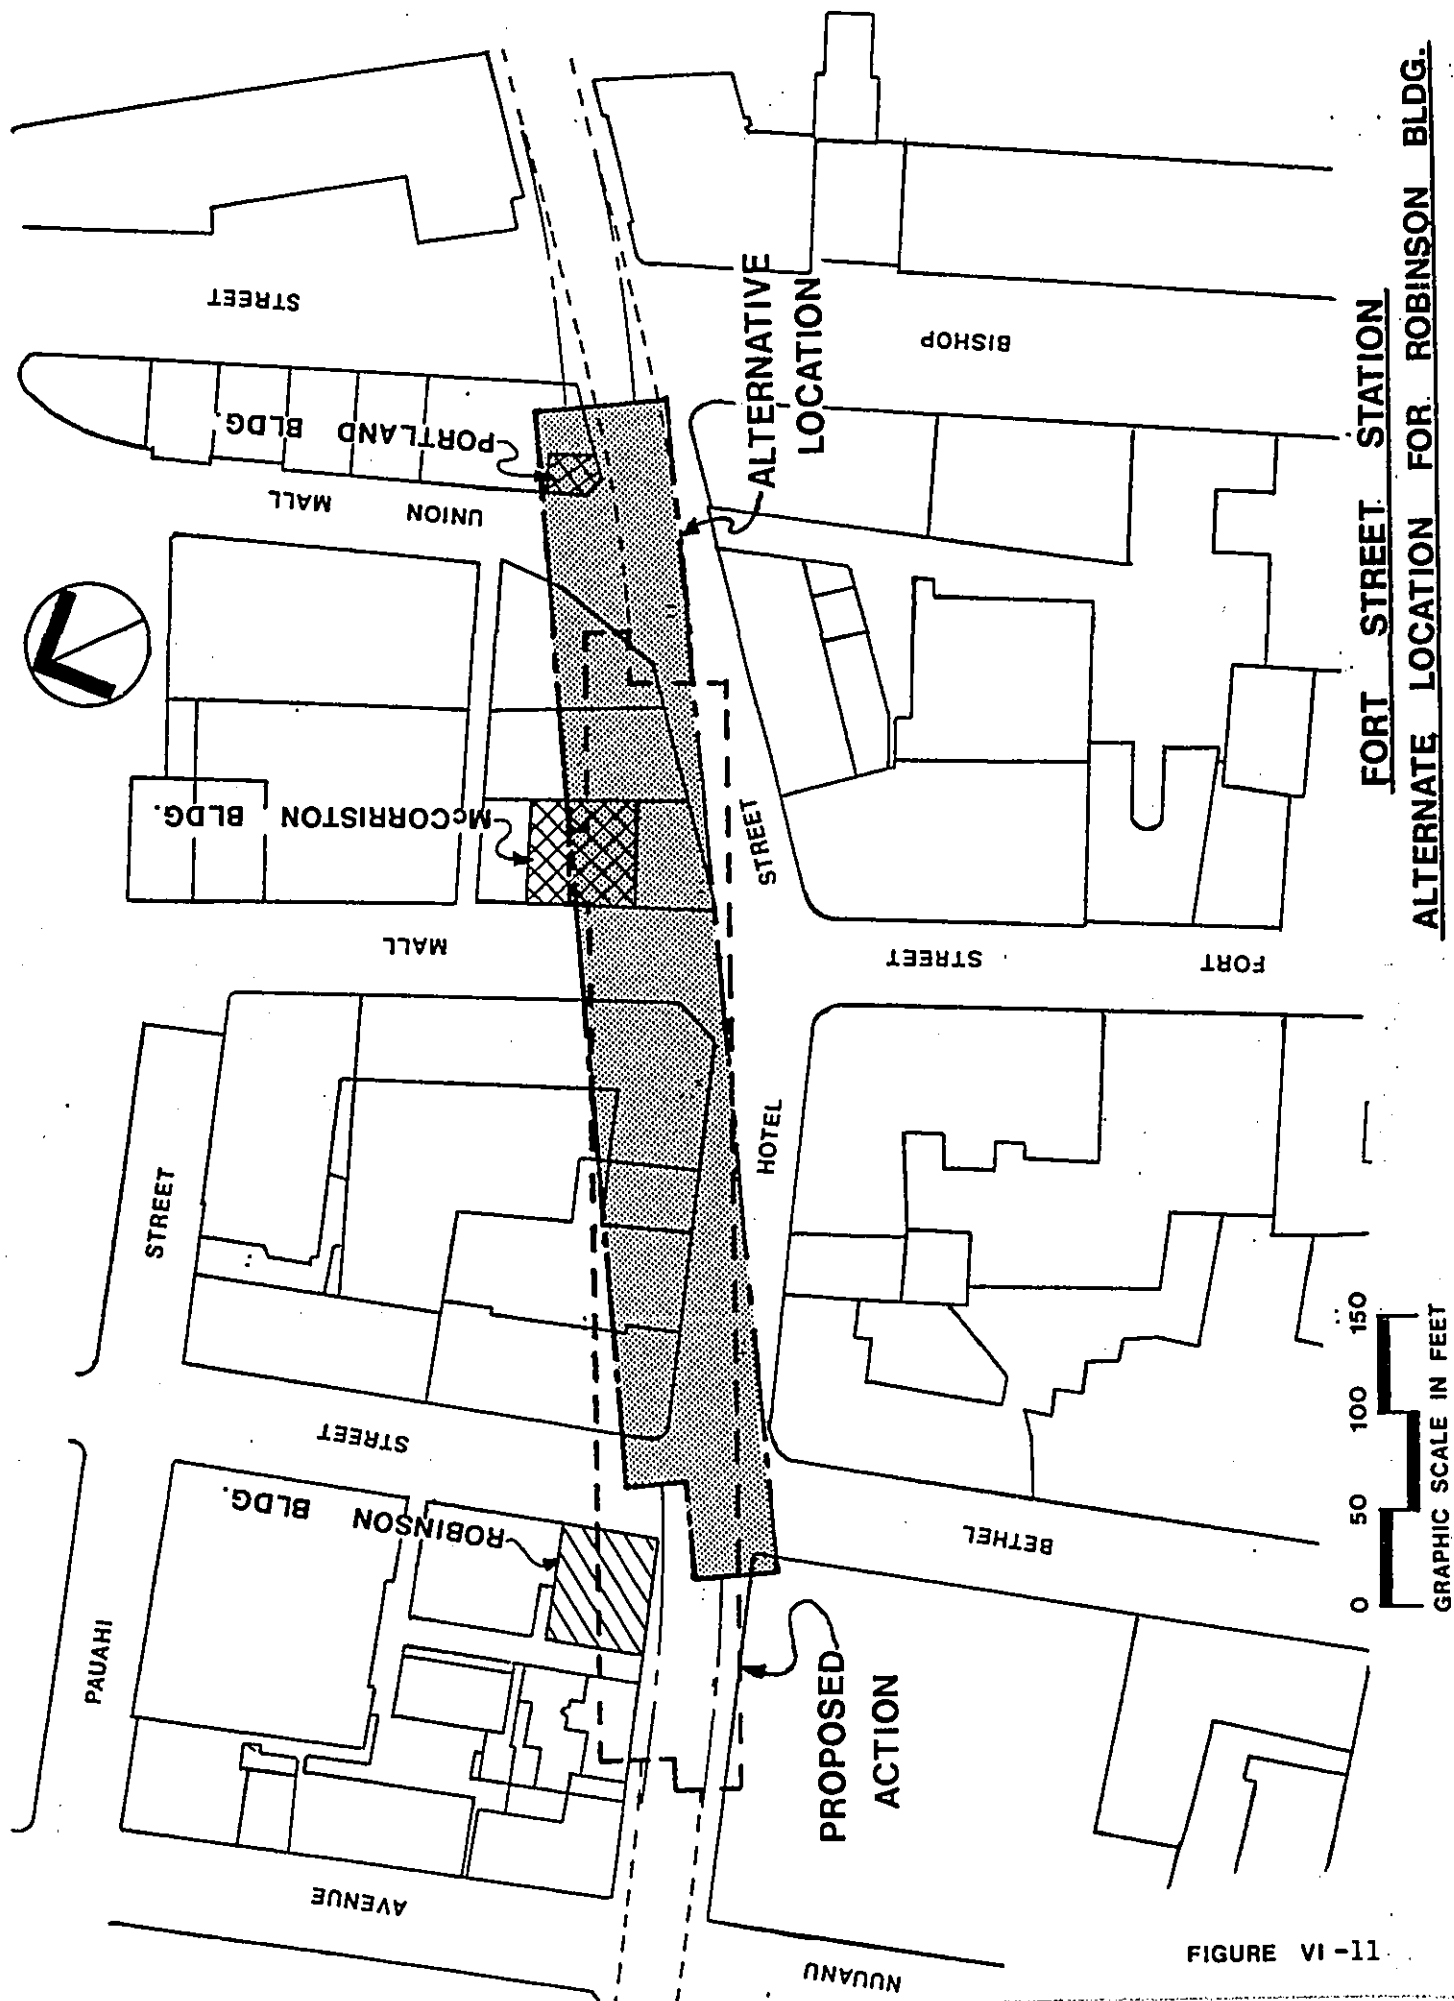 STREET
PORTLAND BLDG
UNION MALL
ALTERNATIVE
LOCATION
BISHOP
McCORRISTON BLDG.
MALL
STREET
STREET
FORT
STREET
HOTEL
STREET
ROBINSON BLDG.
BETHEL
PAUAHI
PROPOSED
ACTION
AVENUE
NUUANU
0 50 100 150
GRAPHIC SCALE IN FEET
FORT STREET STATION
ALTERNATE LOCATION FOR ROBINSON BLDG.
FIGURE VI-11